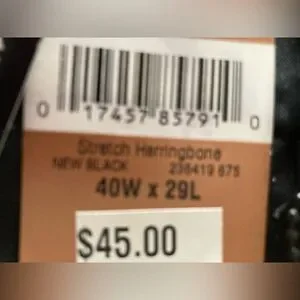 0 17457 85791 0
Stretch Herringbone
NEW BLACK 236419 675
40W x 29L
$45.00